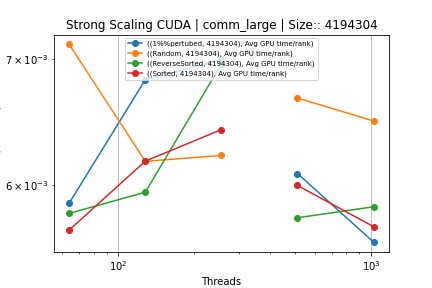 Strong Scaling CUDA | comm_large | Size:: 4194304
((1%%pertubed, 4194304), Avg GPU time/rank)
((Random, 4194304), Avg GPU time/rank)
((ReverseSorted, 4194304), Avg GPU time/rank)
((Sorted, 4194304), Avg GPU time/rank)
7 × 10⁻³
6 × 10⁻³
10² 10³
Threads